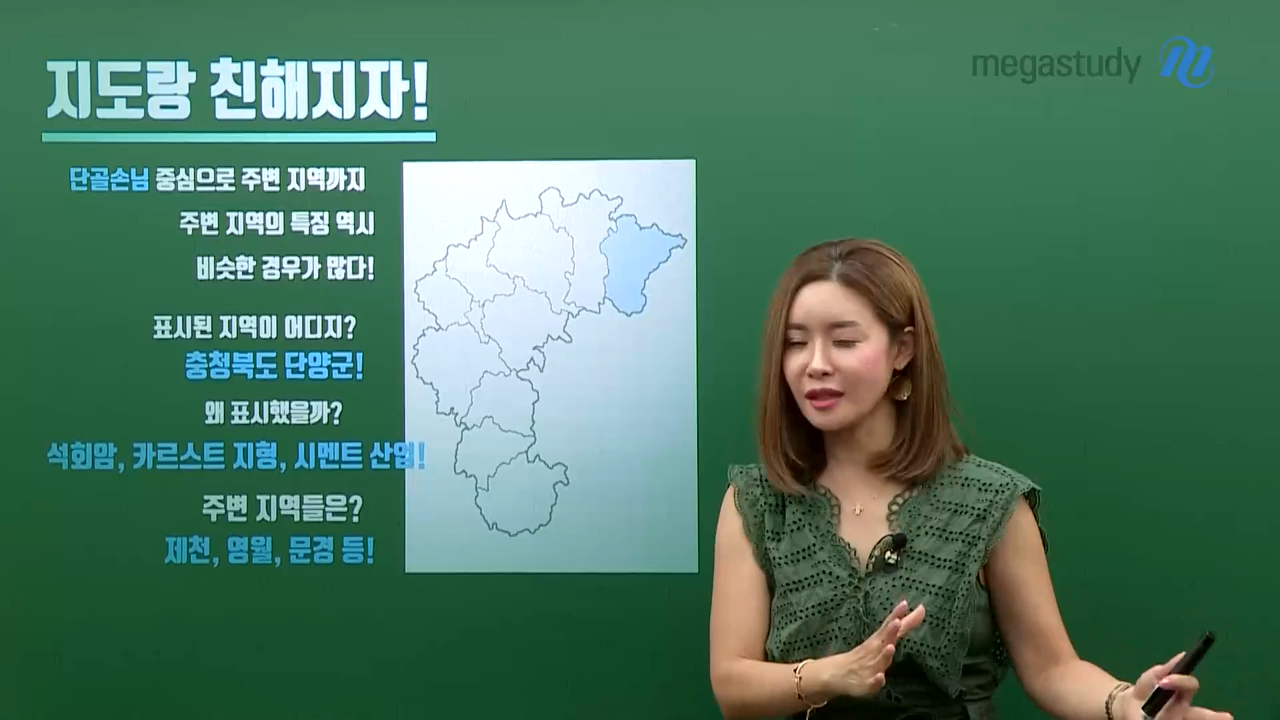 지도랑 친해지자!
megastudy
단골손님 중심으로 주변 지역까지
주변 지역의 특징 역시
비슷한 경우가 많다!
표시된 지역이 어디지?
충청북도 단양군!
왜 표시했을까?
석회암, 카르스트 지형, 시멘트 산업!
주변 지역들은?
제천, 영월, 문경 등!